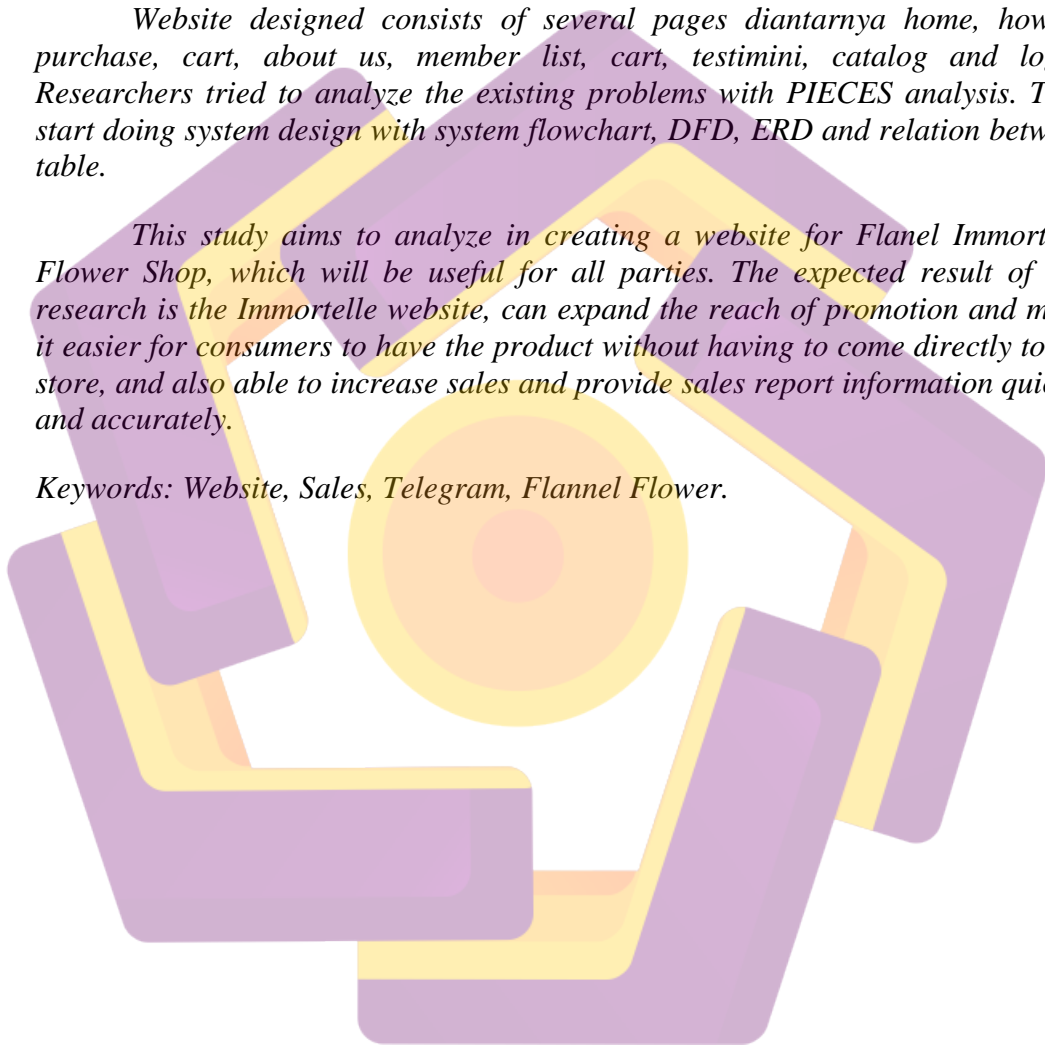 Website designed consists of several pages diantarnya home, how
purchase, cart, about us, member list, cart, testimini, catalog and
Researchers tried to analyze the existing problems with PIECES analysis.
start doing system design with system flowchart, DFD, ERD and relation
table.
This study aims to analyze in creating a website for Flanel
Flower Shop, which will be useful for all parties. The expected result of
research is the Immortelle website, can expand the reach of promotion and
it easier for consumers to have the product without having to come directly to
store, and also able to increase sales and provide sales report information
and accurately.
Keywords: Website, Sales, Telegram, Flannel Flower.